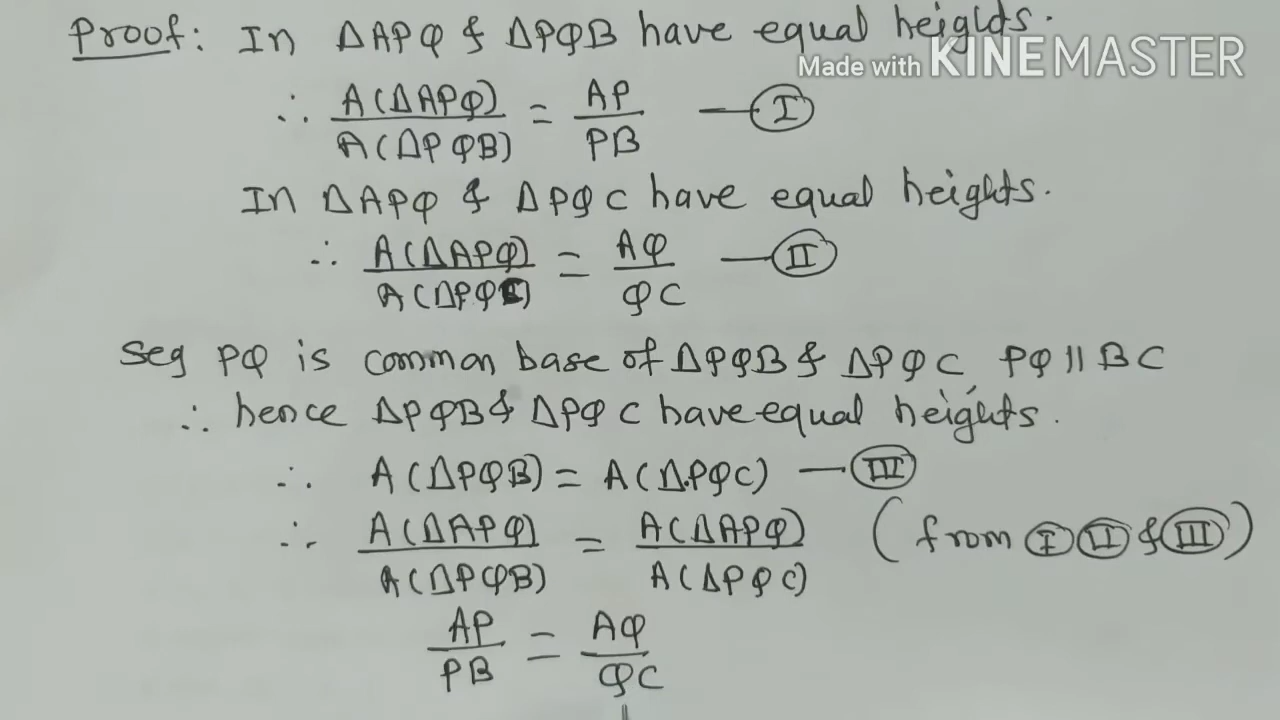 Proof: In ΔAPQ & ΔPQB have equal heights.
Made with KINEMASTER
∴ A(ΔAPQ) / A(ΔPQB) = AP / PB — I
In ΔAPQ & ΔPQC have equal heights.
∴ A(ΔAPQ) / A(ΔPQC) = AQ / QC — II
Seg PQ is common base of ΔPQB & ΔPQC, PQ || BC
∴ hence ΔPQB & ΔPQC have equal heights.
∴ A(ΔPQB) = A(ΔPQC) — III
∴ A(ΔAPQ) / A(ΔPQB) = A(ΔAPQ) / A(ΔPQC) (from I II & III)
AP / PB = AQ / QC